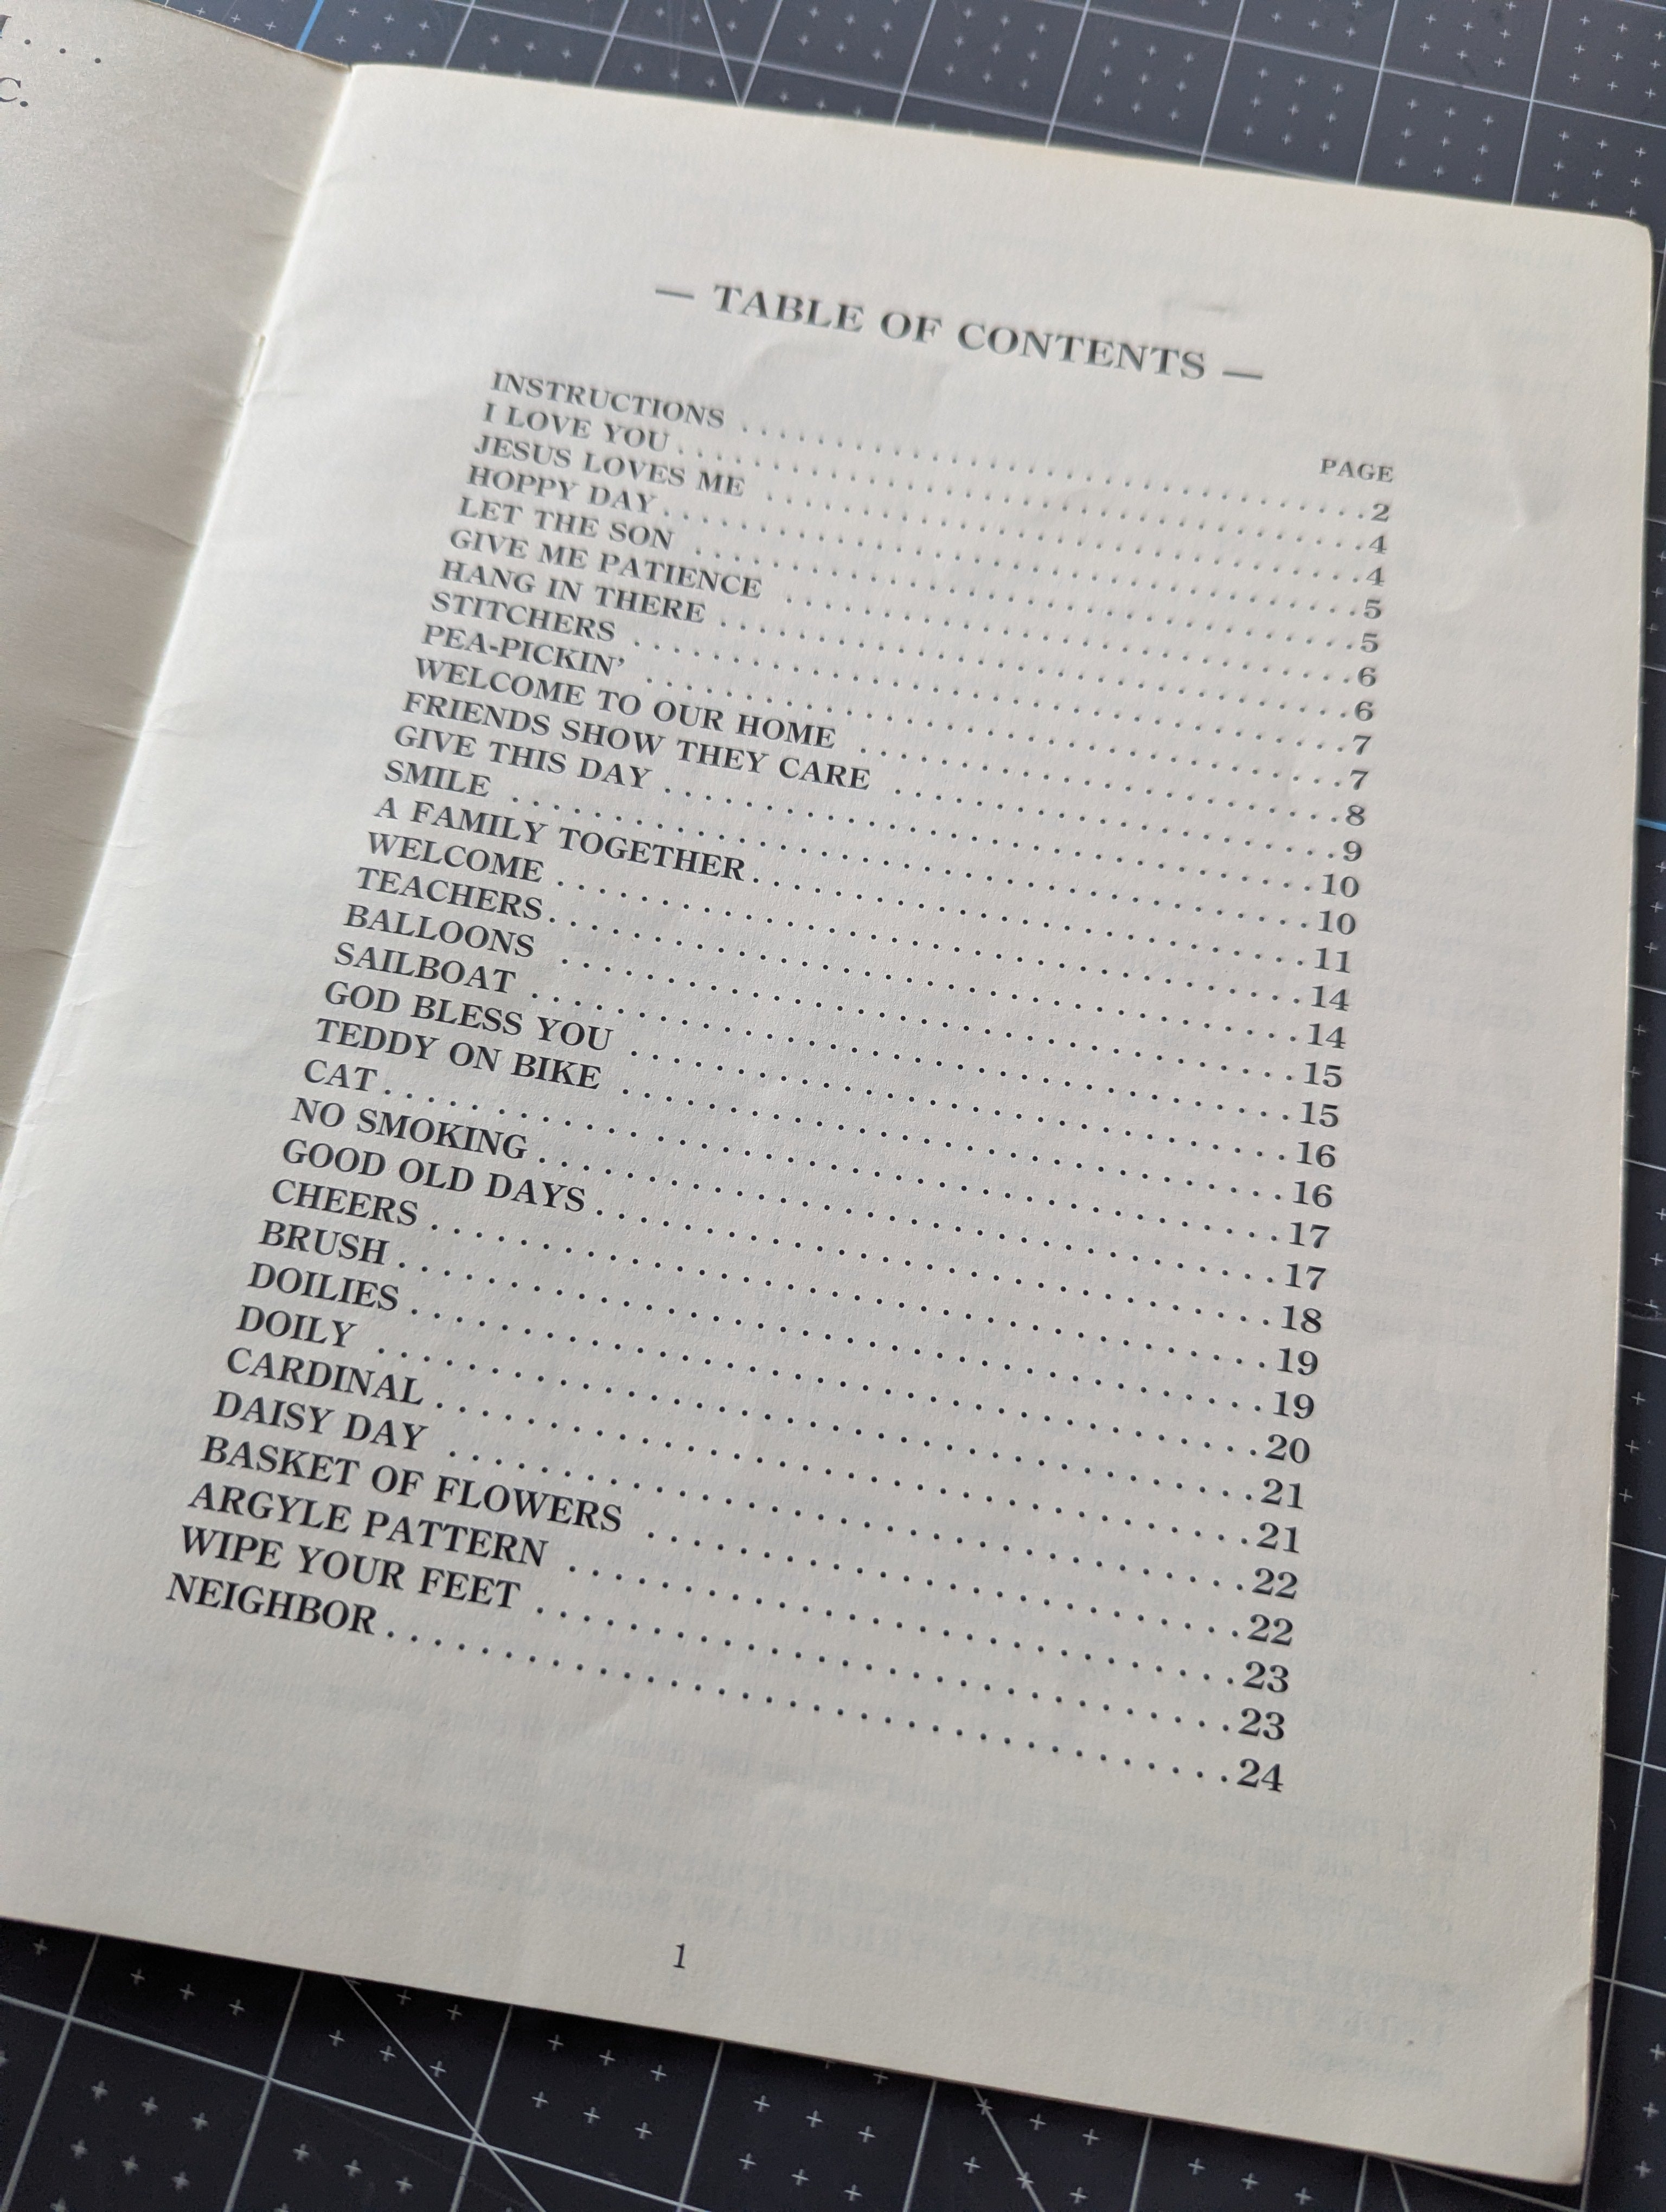 C.
— TABLE OF CONTENTS —
PAGE
INSTRUCTIONS . . . . . . . . . . 2
I LOVE YOU . . . . . . . . . . 4
JESUS LOVES ME . . . . . . . . . . 4
HOPPY DAY . . . . . . . . . . 5
LET THE SON . . . . . . . . . . 5
GIVE ME PATIENCE . . . . . . . . . . 6
HANG IN THERE . . . . . . . . . . 6
STITCHERS . . . . . . . . . . 7
PEA-PICKIN’ . . . . . . . . . . 7
WELCOME TO OUR HOME . . . . . . . . . . 8
FRIENDS SHOW THEY CARE . . . . . . . . . . 9
GIVE THIS DAY . . . . . . . . . . 10
SMILE . . . . . . . . . . 10
A FAMILY TOGETHER . . . . . . . . . . 11
WELCOME . . . . . . . . . . 14
TEACHERS . . . . . . . . . . 14
BALLOONS . . . . . . . . . . 15
SAILBOAT . . . . . . . . . . 15
GOD BLESS YOU . . . . . . . . . . 16
TEDDY ON BIKE . . . . . . . . . . 16
CAT . . . . . . . . . . 17
NO SMOKING . . . . . . . . . . 17
GOOD OLD DAYS . . . . . . . . . . 18
CHEERS . . . . . . . . . . 19
BRUSH . . . . . . . . . . 19
DOILIES . . . . . . . . . . 20
DOILY . . . . . . . . . . 21
CARDINAL . . . . . . . . . . 21
DAISY DAY . . . . . . . . . . 22
BASKET OF FLOWERS . . . . . . . . . . 22
ARGYLE PATTERN . . . . . . . . . . 23
WIPE YOUR FEET . . . . . . . . . . 23
NEIGHBOR . . . . . . . . . . 24
1